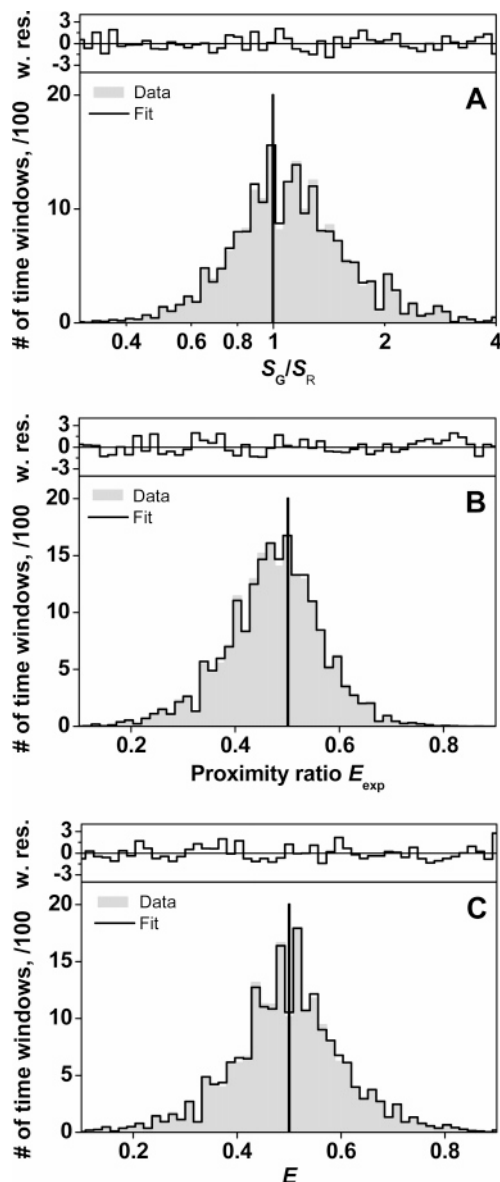 w. res.
3
0
-3
# of time windows, /100
20
10
0
Data
Fit
A
0.4 0.6 0.8 1 2 4
SG/SR
w. res.
3
0
-3
# of time windows, /100
20
15
10
5
0
Data
Fit
B
0.2 0.4 0.6 0.8
Proximity ratio Eexp
w. res.
3
0
-3
# of time windows, /100
20
15
10
5
0
Data
Fit
C
0.2 0.4 0.6 0.8
E